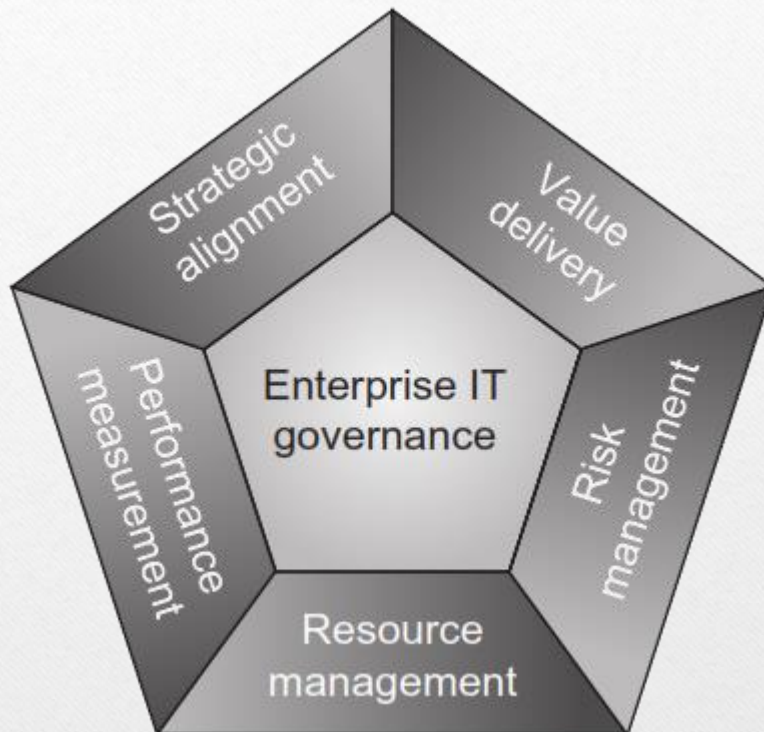 Strategic
alignment
Value
delivery
Enterprise IT
governance
Performance
measurement
Risk
management
Resource
management